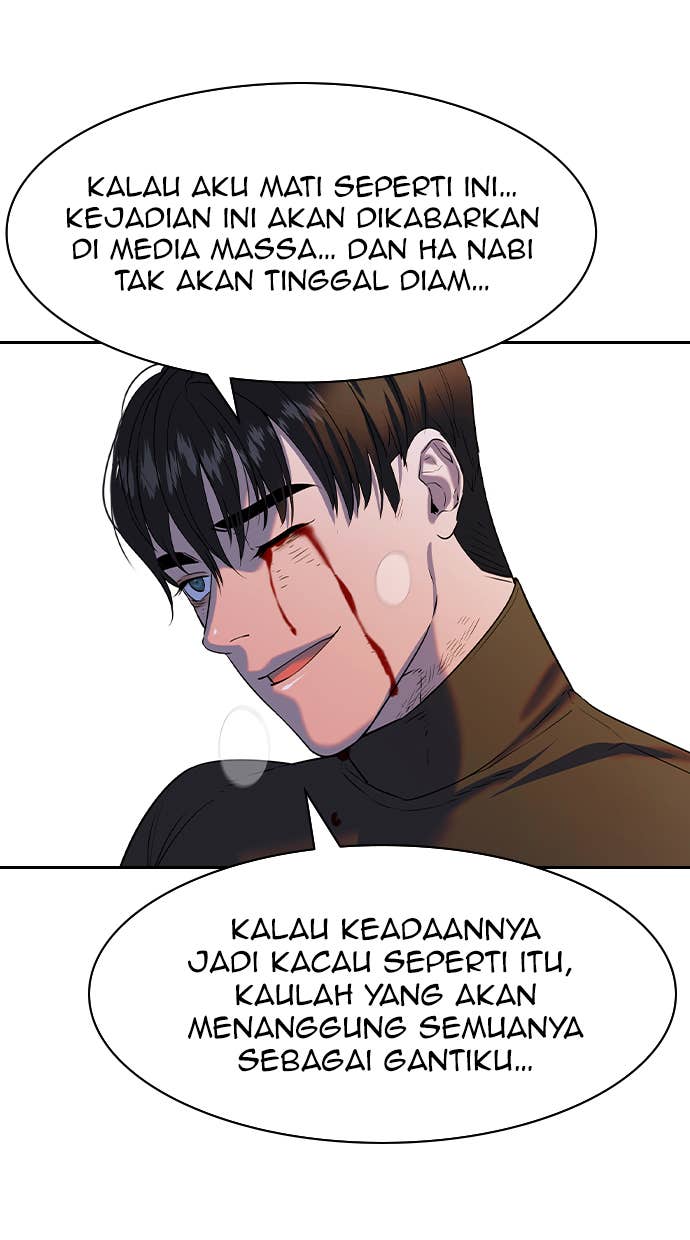 KALAU AKU MATI SEPERTI INI...
KEJADIAN INI AKAN DIKABARKAN
DI MEDIA MASSA... DAN HA NABI
TAK AKAN TINGGAL DIAM...
KALAU KEADAANNYA
JADI KACAU SEPERTI ITU,
KAULAH YANG AKAN
MENANGGUNG SEMUANYA
SEBAGAI GANTIKU...